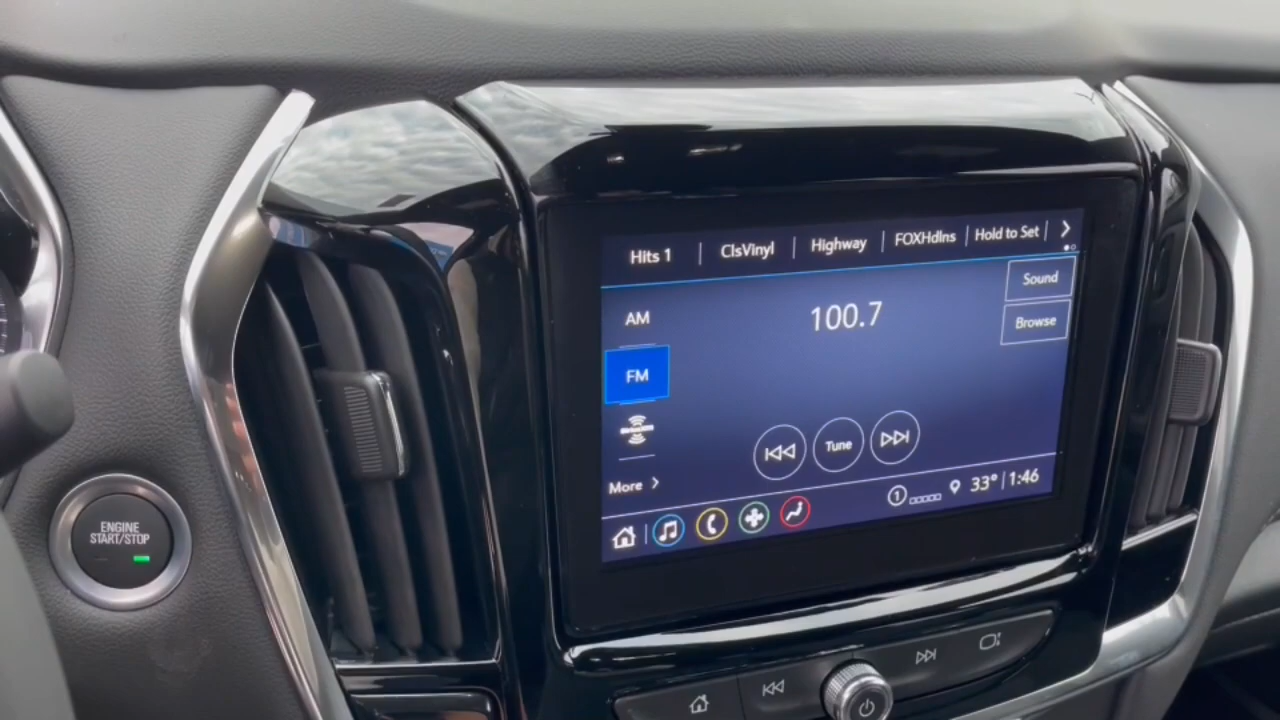 Hits 1
ClsVinyl
Highway
FOXHdlns
Hold to Set
Sound
AM
100.7
Browse
FM
Tune
More
1
33° 1:46
ENGINE
START/STOP